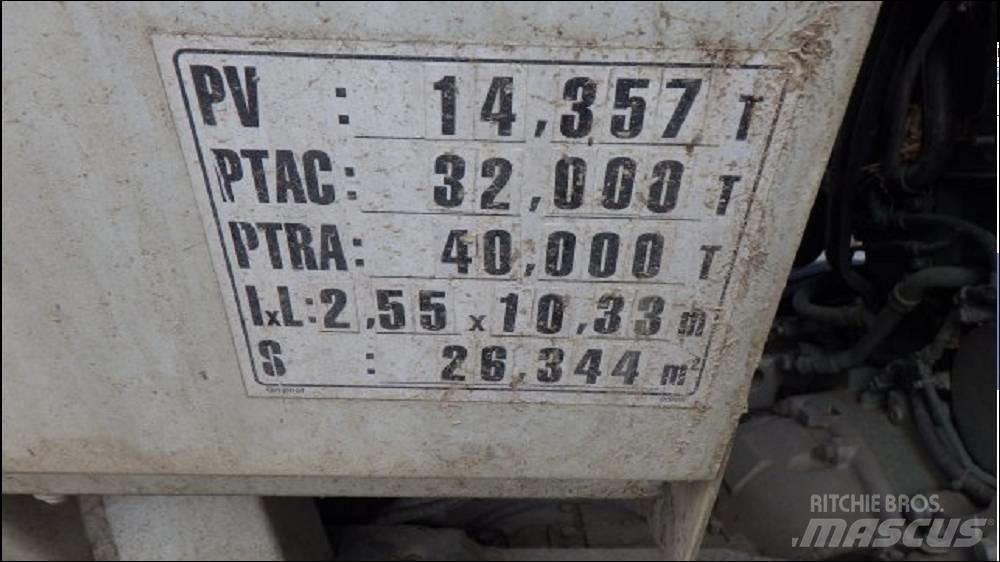 PV : 14,357 T
PTAC: 32,000 T
PTRA: 40,000 T
lxL: 2,55 x 10,33 m
S : 26,344 m²
RITCHIE BROS.
MASCUS